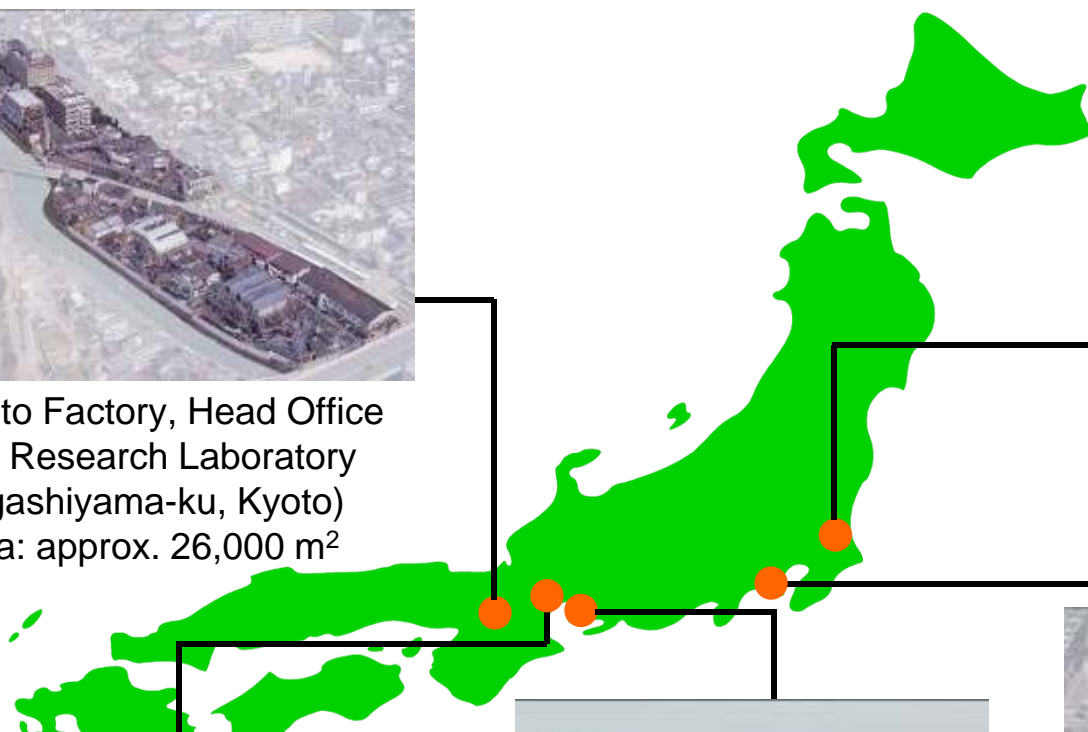 to Factory, Head Office
Research Laboratory
gashiyama-ku, Kyoto)
a: approx. 26,000 m²